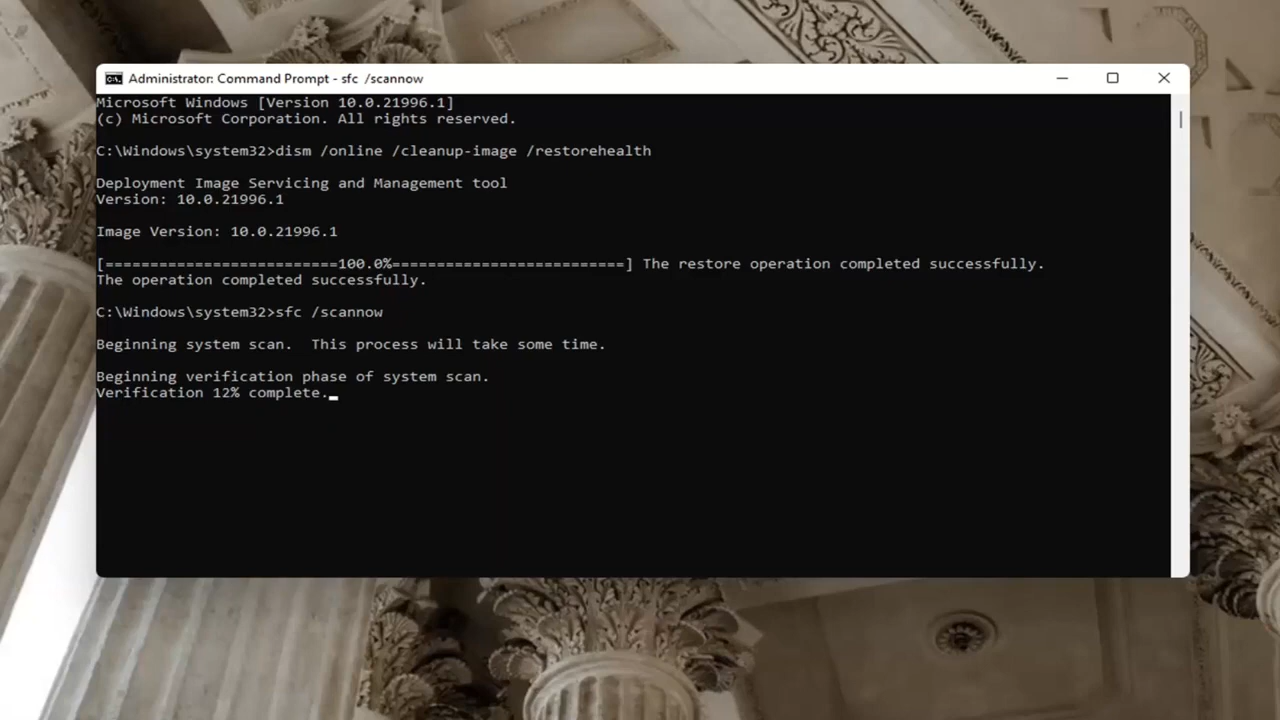 Administrator: Command Prompt - sfc /scannow
Microsoft Windows [Version 10.0.21996.1]
(c) Microsoft Corporation. All rights reserved.
C:\Windows\system32>dism /online /cleanup-image /restorehealth
Deployment Image Servicing and Management tool
Version: 10.0.21996.1
Image Version: 10.0.21996.1
[==========================100.0%==========================] The restore operation completed successfully.
The operation completed successfully.
C:\Windows\system32>sfc /scannow
Beginning system scan.  This process will take some time.
Beginning verification phase of system scan.
Verification 12% complete.